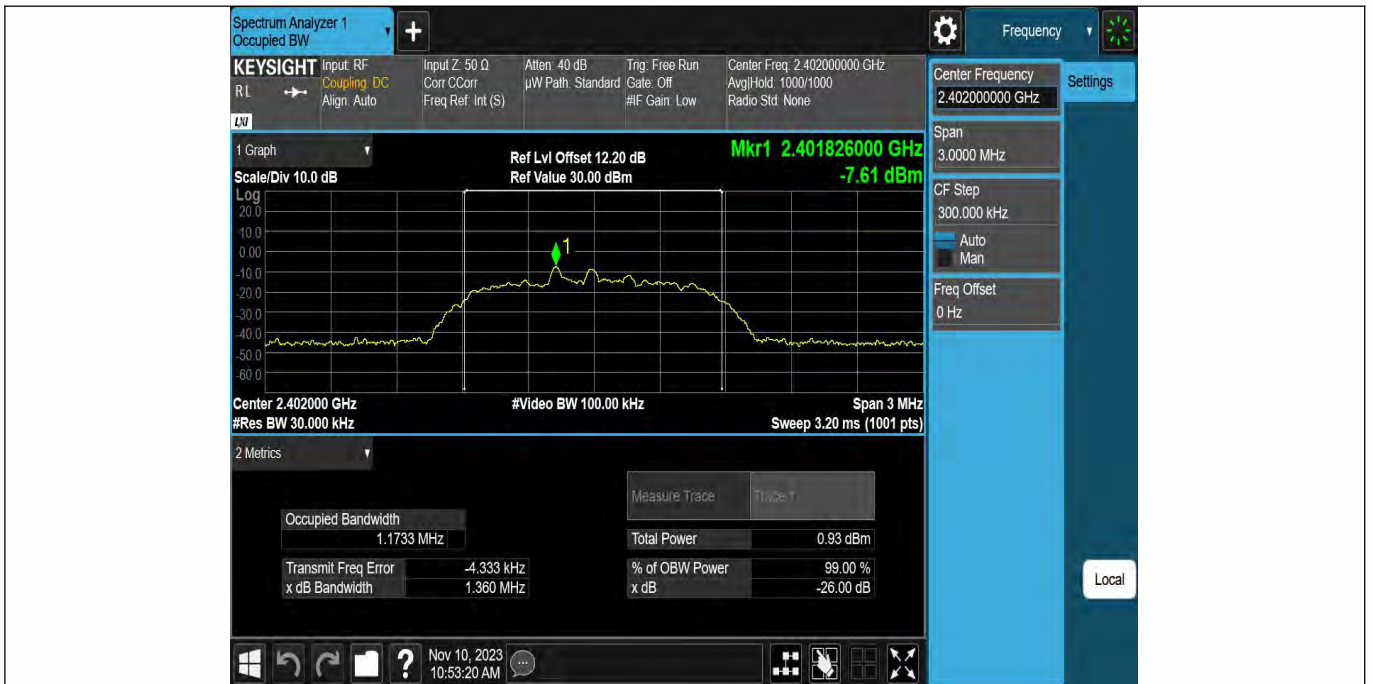 Spectrum Analyzer 1
Occupied BW
+
Frequency
KEYSIGHT
RL
LXI
Input: RF
Coupling: DC
Align: Auto
Input Z: 50 Ω
Corr CCorr
Freq Ref: Int (S)
Atten: 40 dB
µW Path: Standard
Trig: Free Run
Gate: Off
#IF Gain: Low
Center Freq: 2.402000000 GHz
Avg|Hold: 1000/1000
Radio Std: None
Center Frequency
2.402000000 GHz
Settings
Span
3.0000 MHz
CF Step
300.000 kHz
Auto
Man
Freq Offset
0 Hz
1 Graph
Scale/Div 10.0 dB
Ref Lvl Offset 12.20 dB
Ref Value 30.00 dBm
Mkr1 2.401826000 GHz
-7.61 dBm
Log
20.0
10.0
0.00
-10.0
-20.0
-30.0
-40.0
-50.0
-60.0
1
Center 2.402000 GHz
#Video BW 100.00 kHz
Span 3 MHz
#Res BW 30.000 kHz
Sweep 3.20 ms (1001 pts)
2 Metrics
Measure Trace
Trace 1
Occupied Bandwidth
1.1733 MHz
Total Power 0.93 dBm
Transmit Freq Error -4.333 kHz
% of OBW Power 99.00 %
x dB Bandwidth 1.360 MHz
x dB -26.00 dB
Local
?
Nov 10, 2023
10:53:20 AM